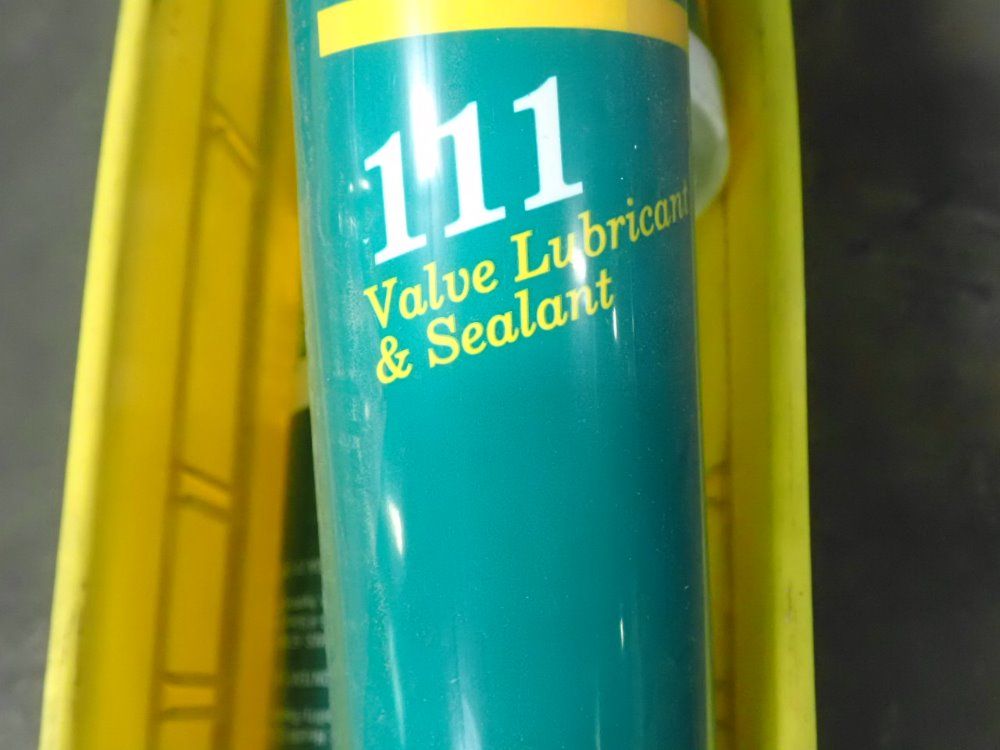 111
Valve Lubricant
& Sealant